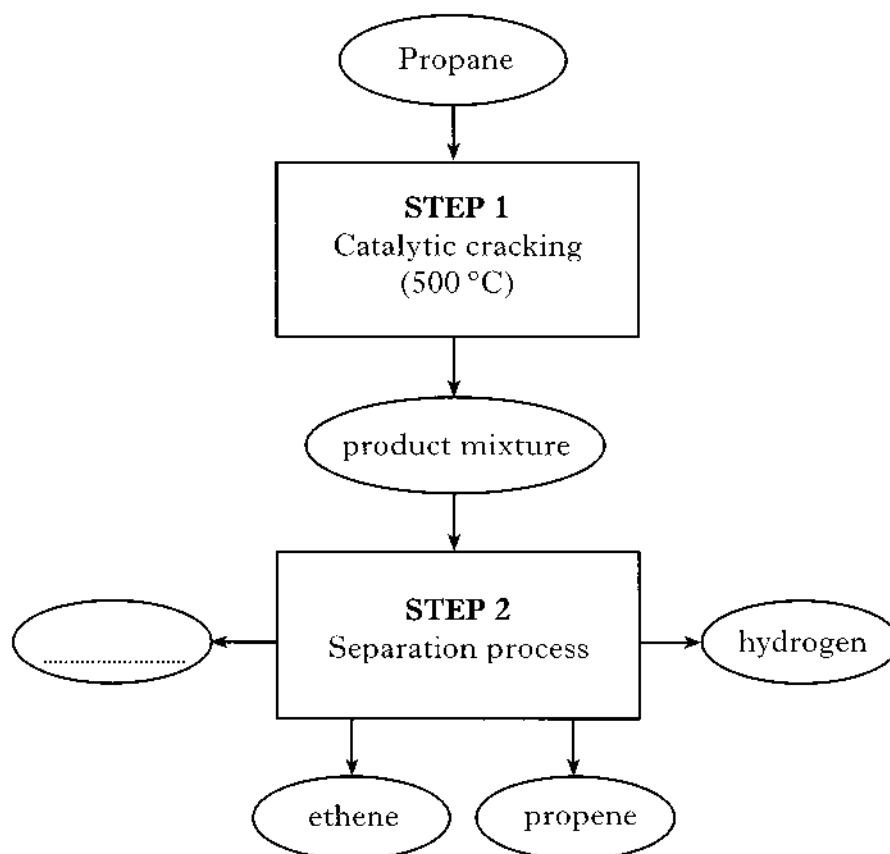 Propane
STEP 1
Catalytic cracking
(500 °C)
product mixture
STEP 2
Separation process
hydrogen
ethene
propene